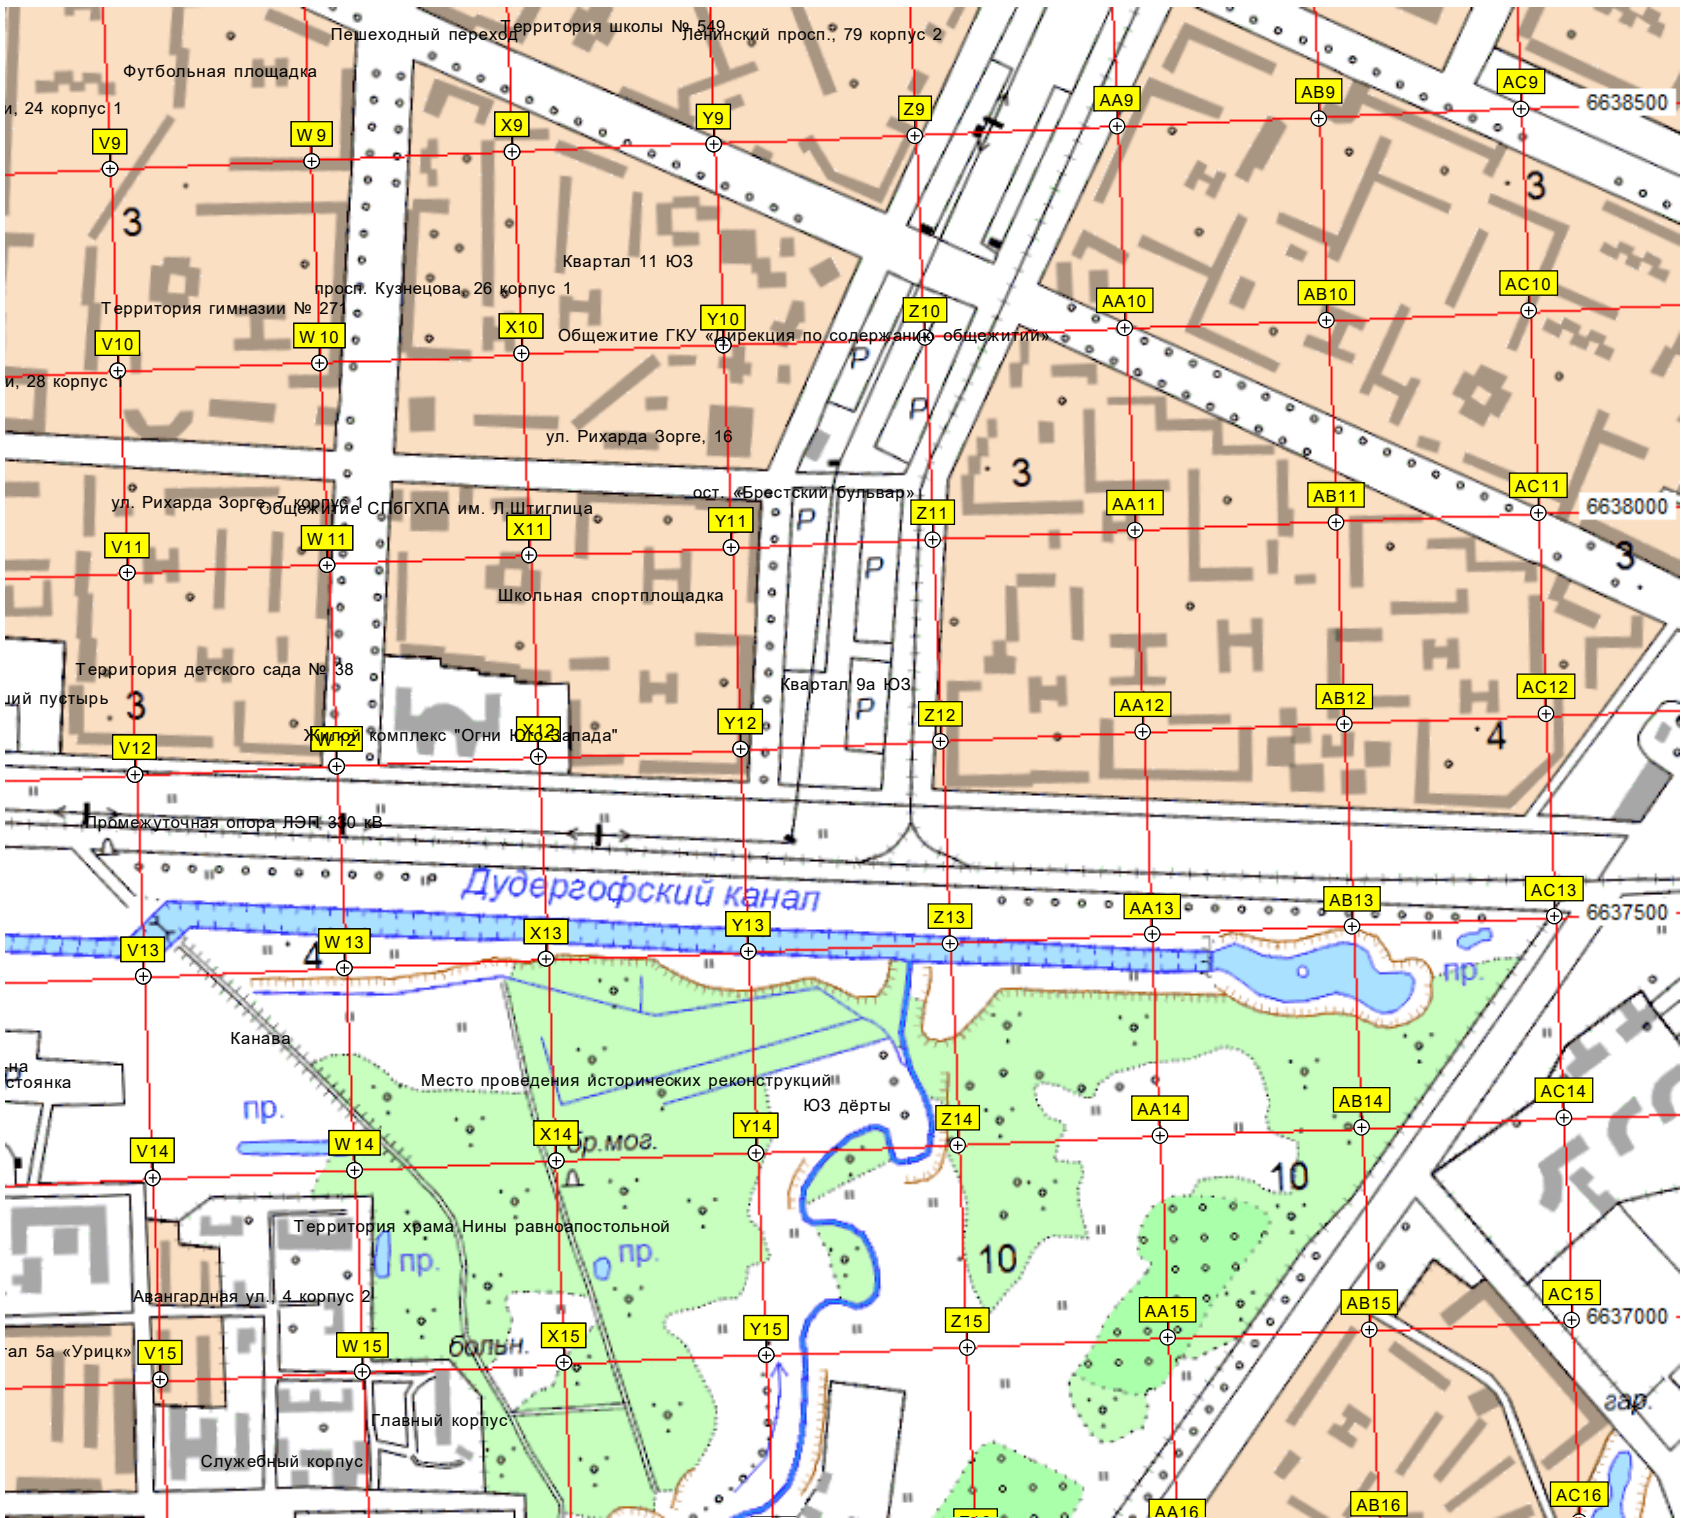 Территория школы № 549
Пешеходный переход
Ленинский просп., 79 корпус 2
Футбольная площадка
и, 24 корпус 1
AC9
AB9
AA9
Z9
Y9
X9
W9
V9
6638500
3
3
Квартал 11 ЮЗ
просп. Кузнецова, 26 корпус 1
Территория гимназии № 271
AC10
AB10
AA10
Z10
Y10
X10
W10
V10
Общежитие ГКУ «Дирекция по содержанию общежитий»
P
и, 28 корпус
P
ул. Рихарда Зорге, 16
3
ост. «Брестский бульвар»
ул. Рихарда Зорге, 7 корпус 1
Общежитие СПбГХПА им. Л.Штиглица
AC11
AB11
AA11
Z11
Y11
X11
W11
V11
6638000
P
3
P
Школьная спортплощадка
Территория детского сада № 38
Квартал 9а ЮЗ
ий пустырь
3
P
AC12
AB12
AA12
Z12
Y12
X12
W12
V12
Жилой комплекс "Огни Юго-Запада"
4
Промежуточная опора ЛЭП 330 кВ
Дудергофский канал
AC13
AB13
AA13
Z13
Y13
X13
W13
V13
6637500
4
пр.
Канава
на
стоянка
Место проведения исторических реконструкций
ЮЗ дёрты
пр.
AC14
AB14
AA14
Z14
Y14
X14
W14
V14
бр.мог.
10
Территория храма Нины равноапостольной
пр.
пр.
10
Авангардная ул., 4 корпус 2
AC15
AB15
AA15
Z15
Y15
X15
W15
V15
6637000
больн.
ал 5а «Урицк»
гар.
Главный корпус
Служебный корпус
AC16
AB16
AA16